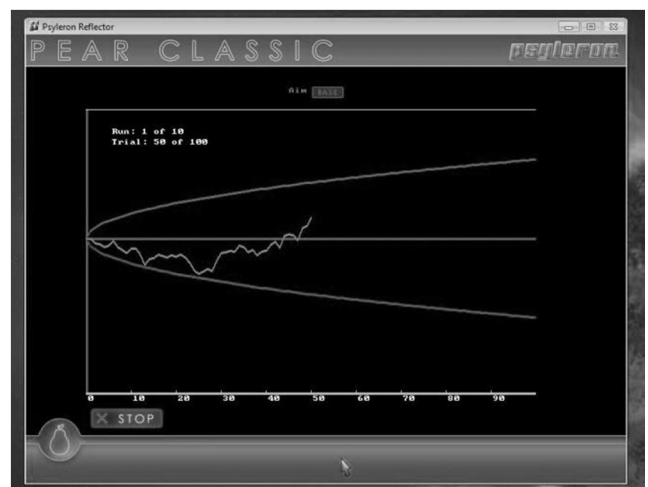 Psyleron Reflector
PEAR CLASSIC
psyleron
Aim BASE
Run: 1 of 10
Trial: 50 of 100
0 10 20 30 40 50 60 70 80 90
X STOP